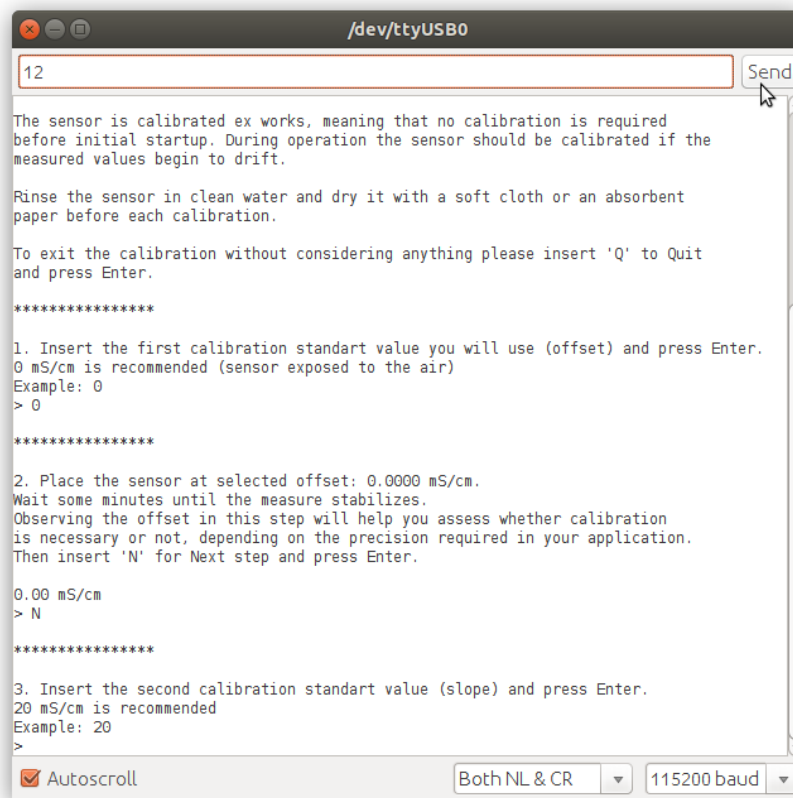 /dev/ttyUSB0
12
Send
The sensor is calibrated ex works, meaning that no calibration is required
before initial startup. During operation the sensor should be calibrated if the
measured values begin to drift.
Rinse the sensor in clean water and dry it with a soft cloth or an absorbent
paper before each calibration.
To exit the calibration without considering anything please insert 'Q' to Quit
and press Enter.
****************
1. Insert the first calibration standart value you will use (offset) and press Enter.
0 mS/cm is recommended (sensor exposed to the air)
Example: 0
> 0
****************
2. Place the sensor at selected offset: 0.0000 mS/cm.
Wait some minutes until the measure stabilizes.
Observing the offset in this step will help you assess whether calibration
is necessary or not, depending on the precision required in your application.
Then insert 'N' for Next step and press Enter.
0.00 mS/cm
> N
****************
3. Insert the second calibration standart value (slope) and press Enter.
20 mS/cm is recommended
Example: 20
>
Autoscroll
Both NL & CR
115200 baud